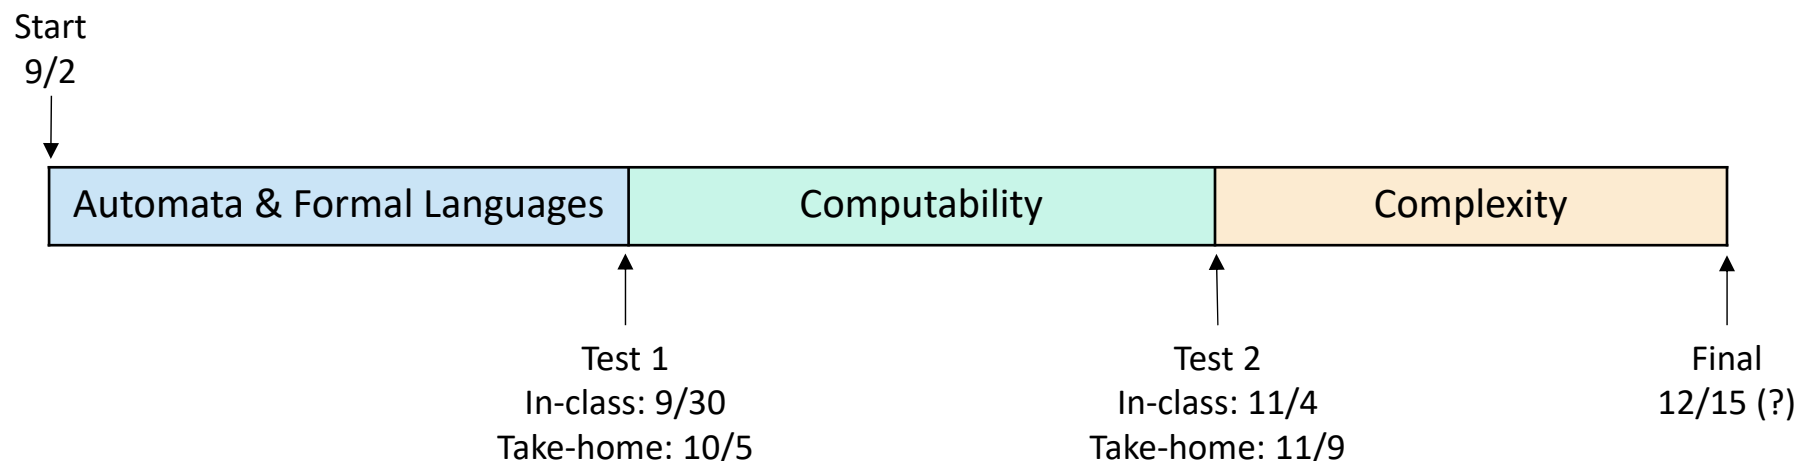 Start
9/2
Automata & Formal Languages
Computability
Complexity
Test 1
In-class: 9/30
Take-home: 10/5
Test 2
In-class: 11/4
Take-home: 11/9
Final
12/15 (?)